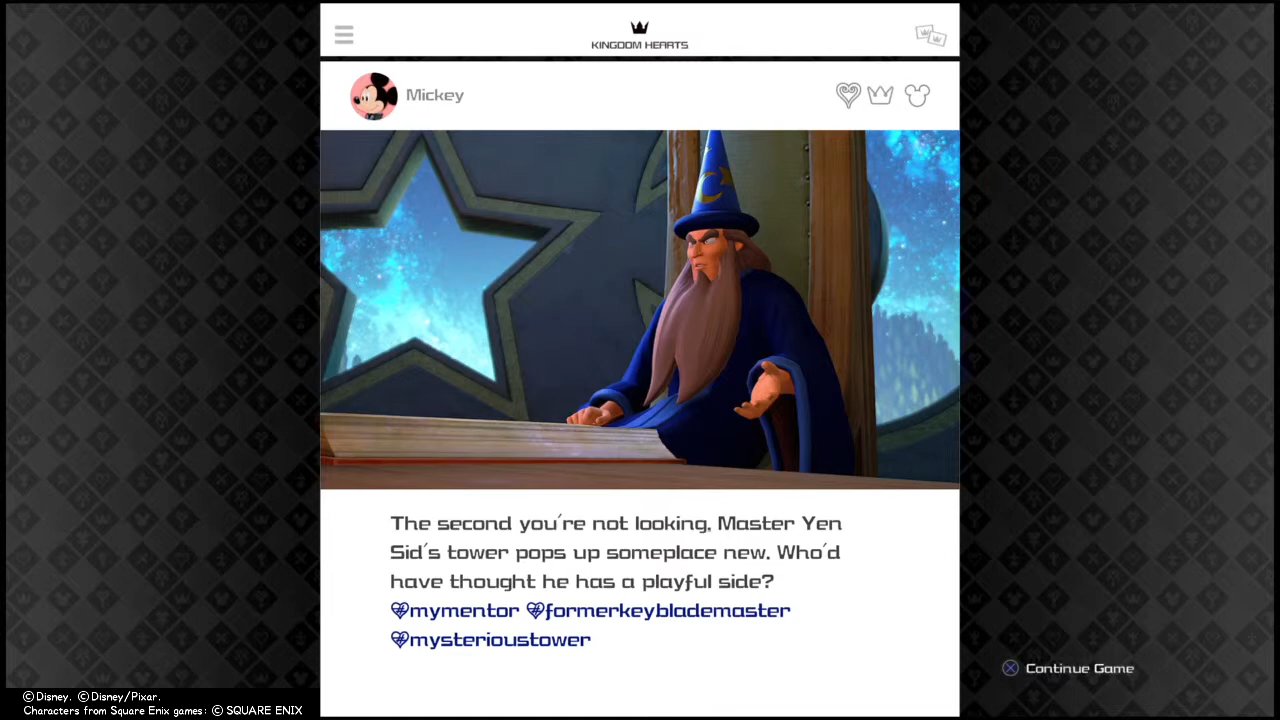 KINGDOM HEARTS
Mickey
The second you're not looking, Master Yen
Sid's tower pops up someplace new. Who'd
have thought he has a playful side?
mymentor formerkeyblademaster
mysterioustower
Continue Game
©Disney. ©Disney/Pixar.
Characters from Square Enix games: © SQUARE ENIX